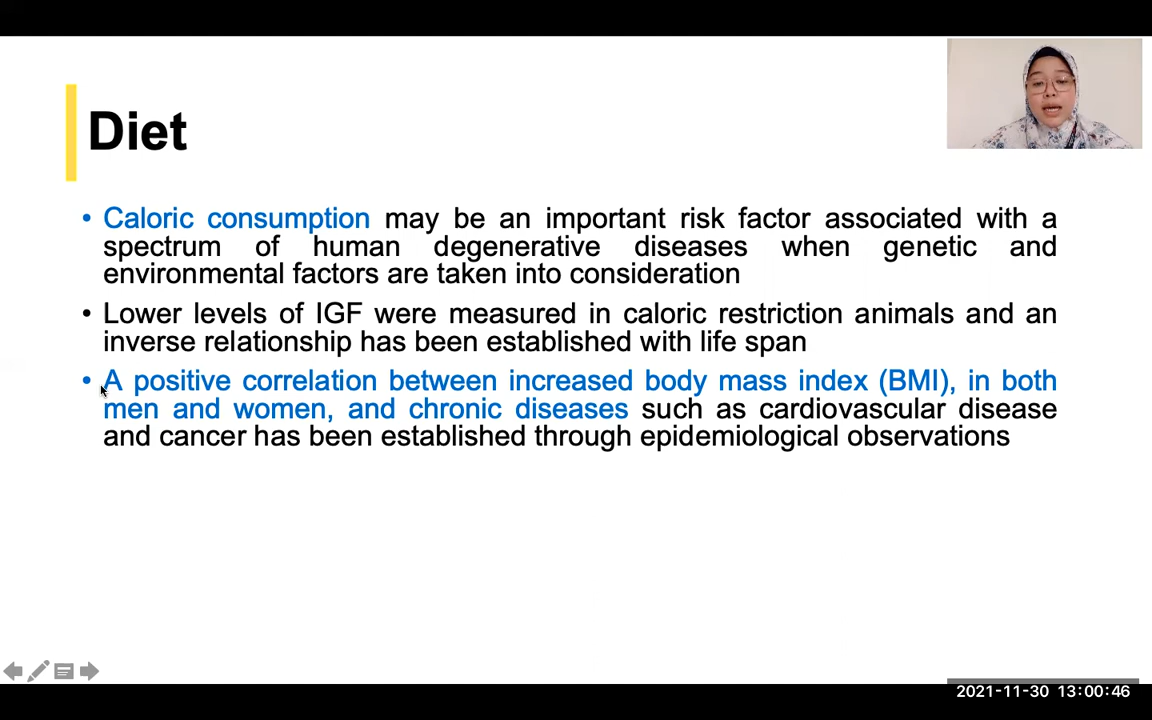 Diet
• Caloric consumption may be an important risk factor associated with a
spectrum of human degenerative diseases when genetic and
environmental factors are taken into consideration
• Lower levels of IGF were measured in caloric restriction animals and an
inverse relationship has been established with life span
• A positive correlation between increased body mass index (BMI), in both
men and women, and chronic diseases such as cardiovascular disease
and cancer has been established through epidemiological observations
2021-11-30 13:00:46